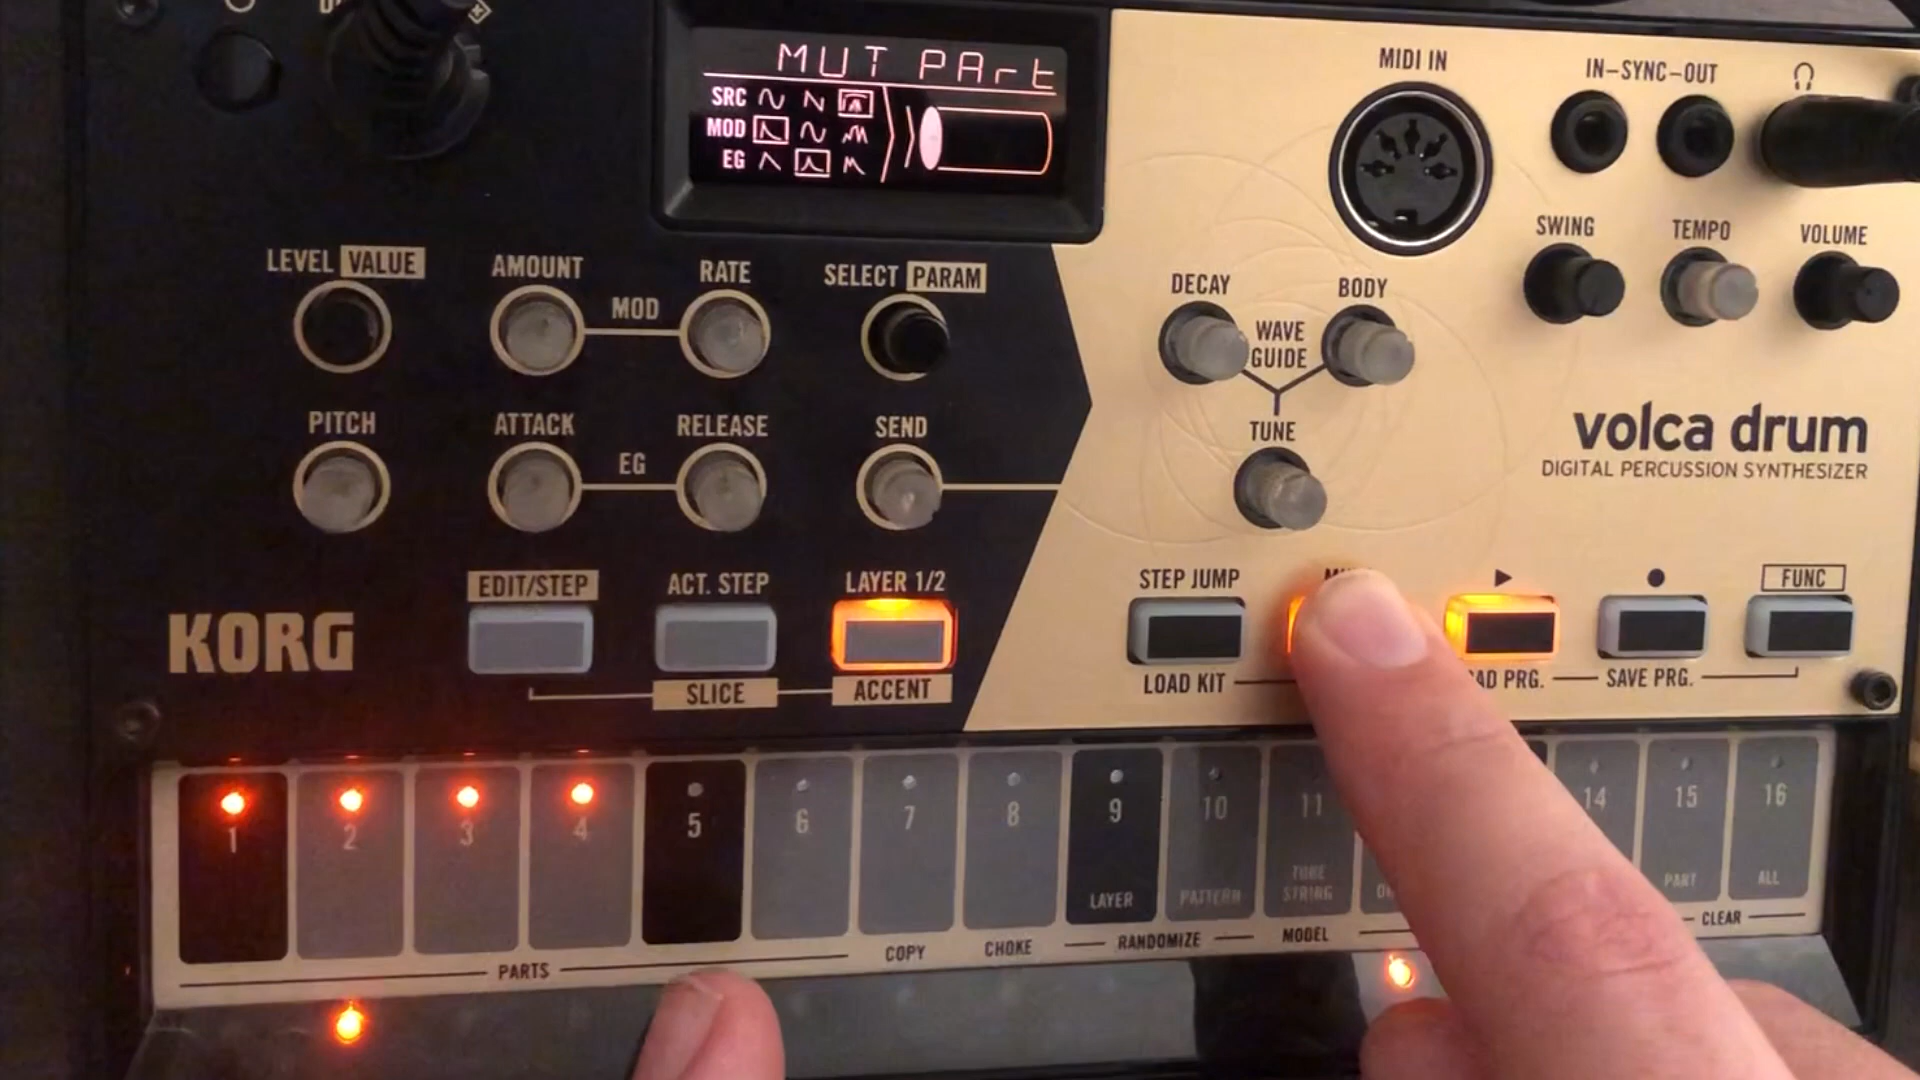 MUT PArt
SRC
MOD
EG
MIDI IN
IN-SYNC-OUT
SWING
TEMPO
VOLUME
LEVEL VALUE
AMOUNT
MOD
RATE
SELECT PARAM
DECAY
BODY
WAVE
GUIDE
PITCH
ATTACK
EG
RELEASE
SEND
TUNE
volca drum
DIGITAL PERCUSSION SYNTHESIZER
EDIT/STEP
ACT. STEP
LAYER 1/2
STEP JUMP
FUNC
KORG
SLICE
ACCENT
LOAD KIT
AD PRG.
SAVE PRG.
1
2
3
4
5
6
7
8
9
10
11
14
15
16
LAYER
PATTERN
TUBE
STRING
PART
ALL
PARTS
COPY
CHOKE
RANDOMIZE
MODEL
CLEAR